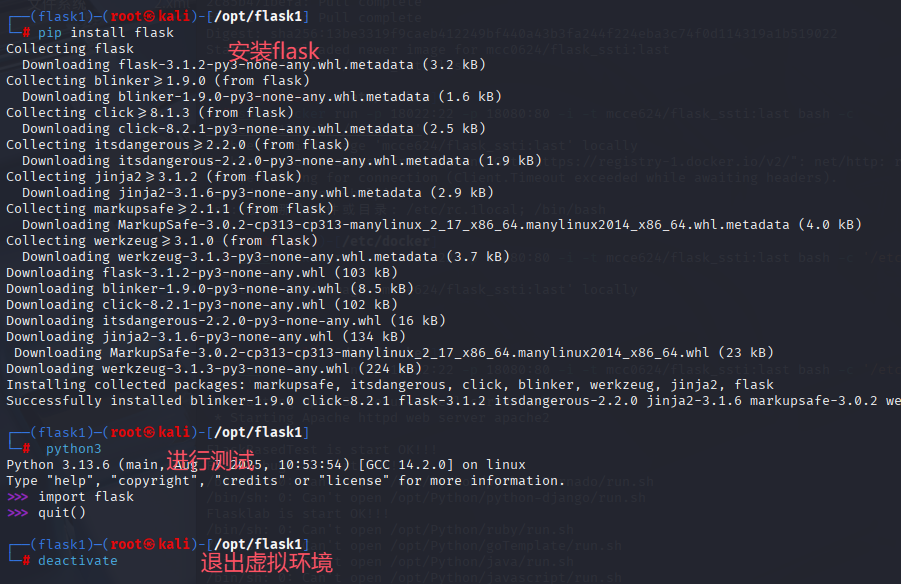 ┌──(flask1)─(root㉿kali)-[/opt/flask1]
└─# pip install flask
Collecting flask
安装flask
  Downloading flask-3.1.2-py3-none-any.whl.metadata (3.2 kB)
Collecting blinker>=1.9.0 (from flask)
  Downloading blinker-1.9.0-py3-none-any.whl.metadata (1.6 kB)
Collecting click>=8.1.3 (from flask)
  Downloading click-8.2.1-py3-none-any.whl.metadata (2.5 kB)
Collecting itsdangerous>=2.2.0 (from flask)
  Downloading itsdangerous-2.2.0-py3-none-any.whl.metadata (1.9 kB)
Collecting jinja2>=3.1.2 (from flask)
  Downloading jinja2-3.1.6-py3-none-any.whl.metadata (2.9 kB)
Collecting markupsafe>=2.1.1 (from flask)
  Downloading MarkupSafe-3.0.2-cp313-cp313-manylinux_2_17_x86_64.manylinux2014_x86_64.whl.metadata (4.0 kB)
Collecting werkzeug>=3.1.0 (from flask)
  Downloading werkzeug-3.1.3-py3-none-any.whl.metadata (3.7 kB)
Downloading flask-3.1.2-py3-none-any.whl (103 kB)
Downloading blinker-1.9.0-py3-none-any.whl (8.5 kB)
Downloading click-8.2.1-py3-none-any.whl (102 kB)
Downloading itsdangerous-2.2.0-py3-none-any.whl (16 kB)
Downloading jinja2-3.1.6-py3-none-any.whl (134 kB)
 Downloading MarkupSafe-3.0.2-cp313-cp313-manylinux_2_17_x86_64.manylinux2014_x86_64.whl (23 kB)
Downloading werkzeug-3.1.3-py3-none-any.whl (224 kB)
Installing collected packages: markupsafe, itsdangerous, click, blinker, werkzeug, jinja2, flask
Successfully installed blinker-1.9.0 click-8.2.1 flask-3.1.2 itsdangerous-2.2.0 jinja2-3.1.6 markupsafe-3.0.2 we
┌──(flask1)─(root㉿kali)-[/opt/flask1]
└─#  python3
进行测试
Python 3.13.6 (main, Aug  7 2025, 10:53:54) [GCC 14.2.0] on linux
Type "help", "copyright", "credits" or "license" for more information.
>>> import flask
>>> quit()
┌──(flask1)─(root㉿kali)-[/opt/flask1]
└─# deactivate
退出虚拟环境